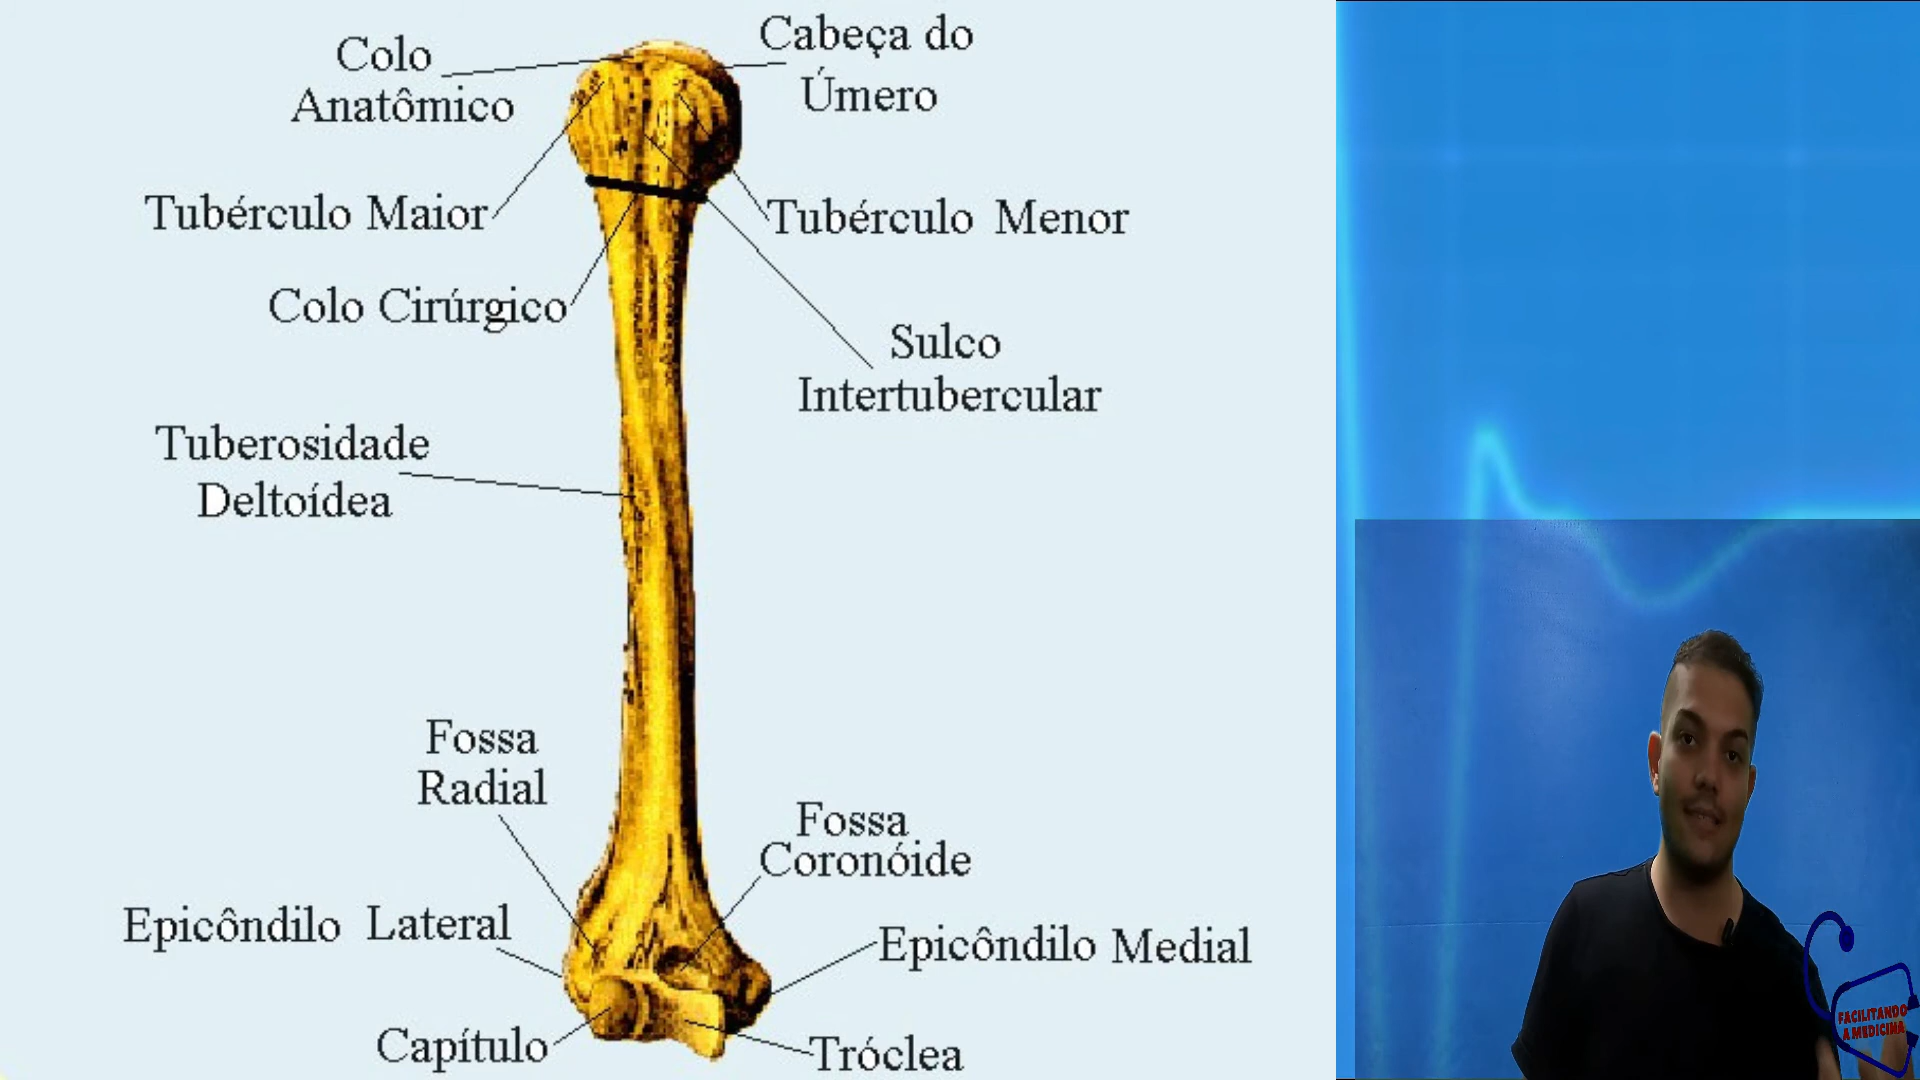 Colo
Anatômico
Cabeça do
Úmero
Tubérculo Maior
Tubérculo Menor
Colo Cirúrgico
Sulco
Intertubercular
Tuberosidade
Deltoídea
Fossa
Radial
Fossa
Coronóide
Epicôndilo Lateral
Epicôndilo Medial
Capítulo
Tróclea
FACILITANDO
A MEDICINA